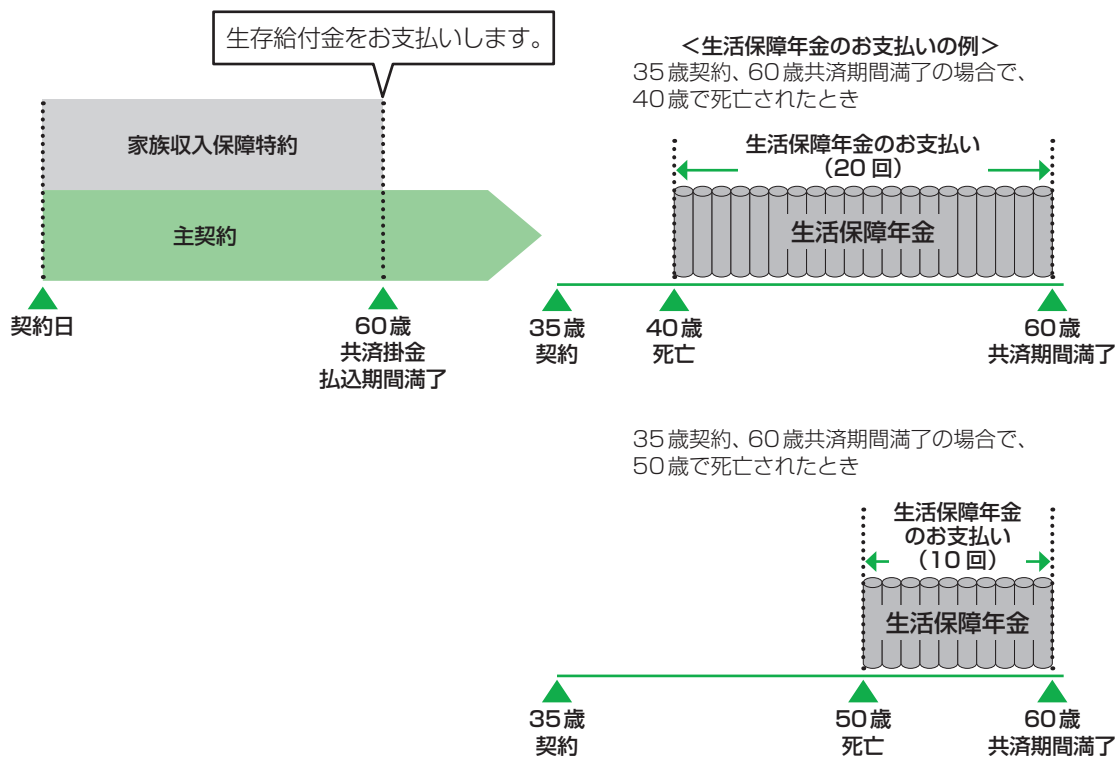 生存給付金をお支払いします。
家族収入保障特約
主契約
契約日
60歳
共済掛金
払込期間満了
<生活保障年金のお支払いの例>
35歳契約、60歳共済期間満了の場合で、
40歳で死亡されたとき
生活保障年金のお支払い
(20回)
生活保障年金
35歳
契約
40歳
死亡
60歳
共済期間満了
35歳契約、60歳共済期間満了の場合で、
50歳で死亡されたとき
生活保障年金
のお支払い
(10回)
生活保障年金
35歳
契約
50歳
死亡
60歳
共済期間満了